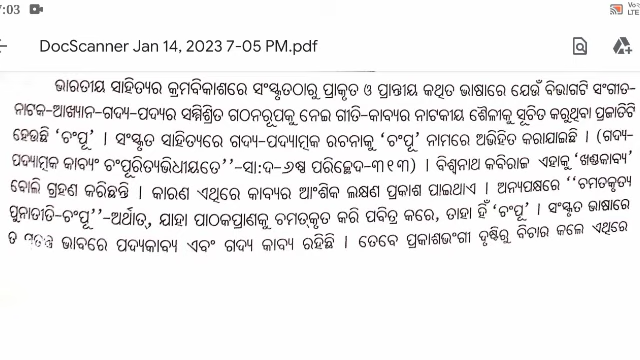 7:03
DocScanner Jan 14, 2023 7-05 PM.pdf
ଭାରତୀୟ ସାହିତ୍ୟର କ୍ରମବିକାଶରେ ସଂସ୍କୃତଠାରୁ ପ୍ରାକୃତ ଓ ପ୍ରାନ୍ତୀୟ କଥିତ ଭାଷାରେ ଯେଉଁ ବିଭାଗଟି ସଂଗୀତ-
ନାଟକ-ଆଖ୍ୟାନ-ଗଦ୍ୟ-ପଦ୍ୟର ସମ୍ମିଶ୍ରିତ ଗଠନରୂପକୁ ନେଇ ଗୀତି-କାବ୍ୟର ନାଟକୀୟ ଶୈଳୀକୁ ସୂଚିତ କରୁଥିବା ପ୍ରଜାତିଟି
ହେଉଛି ‘ଚଂପୂ’ । ସଂସ୍କୃତ ସାହିତ୍ୟରେ ଗଦ୍ୟ-ପଦ୍ୟାତ୍ମକ ରଚନାକୁ ‘ଚଂପୂ’ ନାମରେ ଅଭିହିତ କରାଯାଇଛି । (ଗଦ୍ୟ-
ପଦ୍ୟାତ୍ମକ କାବ୍ୟଂ ଚଂପୂରିତ୍ୟଭିଧୀୟତେ’’-ସା:ଦ-୬ଷ ପରିଚ୍ଛେଦ-୩୧୩) । ବିଶ୍ୱନାଥ କବିରାଜ ଏହାକୁ ‘ଖଣ୍ଡକାବ୍ୟ’
ବୋଲି ଗ୍ରହଣ କରିଛନ୍ତି । କାରଣ ଏଥିରେ କାବ୍ୟର ଆଂଶିକ ଲକ୍ଷଣ ପ୍ରକାଶ ପାଇଥାଏ । ଅନ୍ୟପକ୍ଷରେ ‘‘ଚମତକୃତ୍ୟ
ପୁନାତୀତି-ଚଂପୂ’’-ଅର୍ଥାତ୍, ଯାହା ପାଠକପ୍ରାଣକୁ ଚମତ୍‌କୃତ କରି ପବିତ୍ର କରେ, ତାହା ହିଁ ‘ଚଂପୂ’ । ସଂସ୍କୃତ ଭାଷାରେ
ଭାବରେ ପଦ୍ୟକାବ୍ୟ ଏବଂ ଗଦ୍ୟ କାବ୍ୟ ରହିଛି । ତେବେ ପ୍ରକାଶଭଂଗୀ ଦୃଷ୍ଟିରୁ ବିଚାର କଲେ ଏଥିରେ